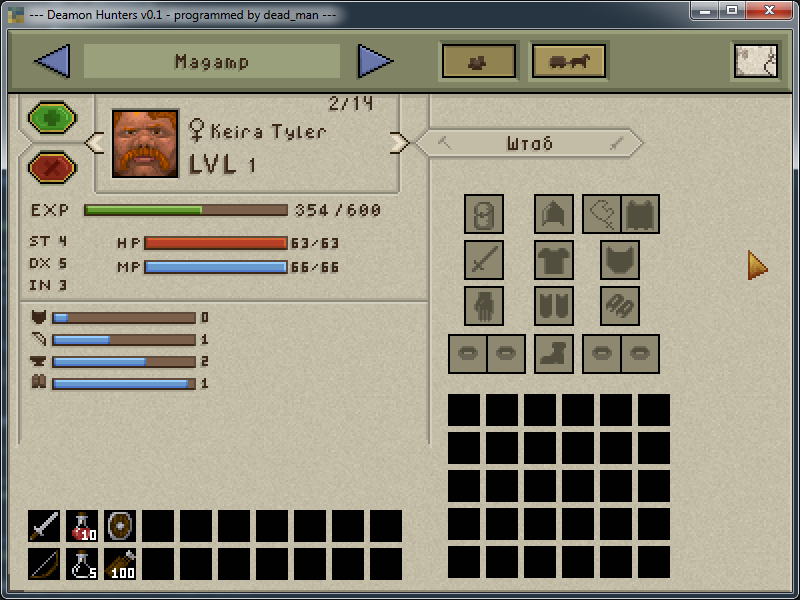 --- Deamon Hunters v0.1 - programmed by dead_man ---
Магатр
2/14
Keira Tyler
LVL 1
Штаб
EXP 354/600
ST 4
HP 63/63
DX 5
MP 66/66
IN 3
0
1
2
1
10
5
100